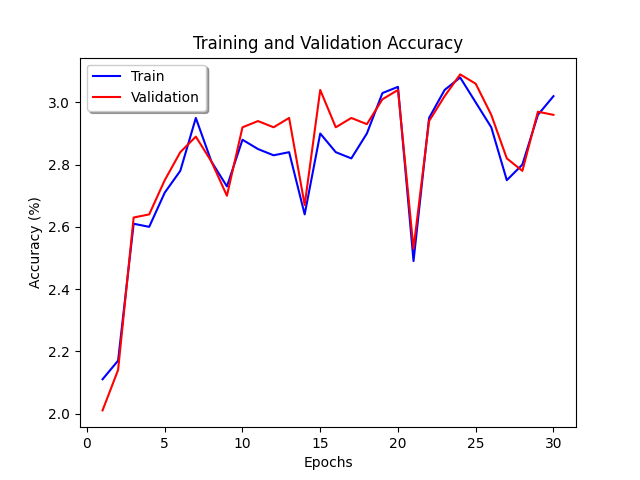 Training and Validation Accuracy
Train
Validation
Accuracy (%)
3.0
2.8
2.6
2.4
2.2
2.0
0 5 10 15 20 25 30
Epochs